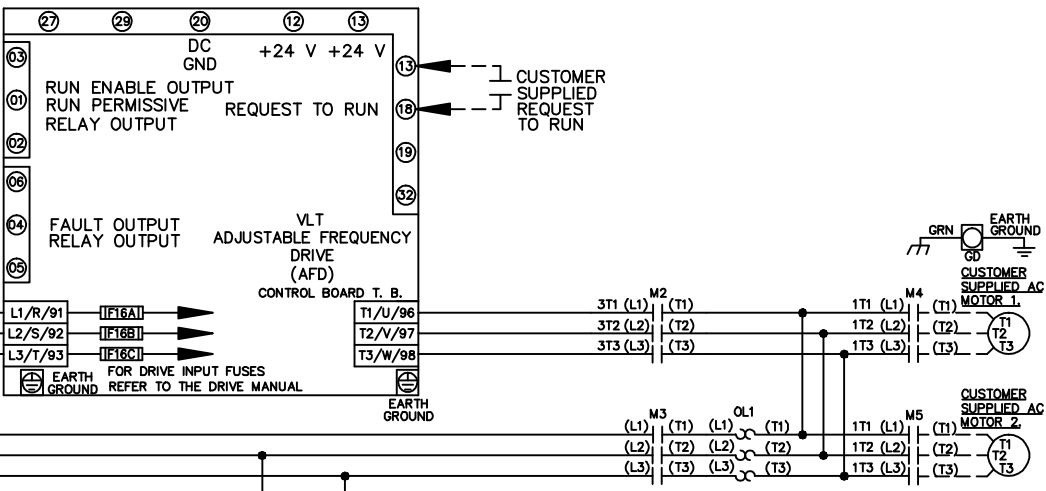 27 29 20 12 13
DC
GND
+24 V +24 V
03
01
02
RUN ENABLE OUTPUT
RUN PERMISSIVE
RELAY OUTPUT
REQUEST TO RUN
13
18
19
32
CUSTOMER
SUPPLIED
REQUEST
TO RUN
06
04
05
FAULT OUTPUT
RELAY OUTPUT
VLT
ADJUSTABLE FREQUENCY
DRIVE
(AFD)
CONTROL BOARD T. B.
L1/R/91 F16A T1/U/96
L2/S/92 F16B T2/V/97
L3/T/93 F16C T3/W/98
EARTH
GROUND
FOR DRIVE INPUT FUSES
REFER TO THE DRIVE MANUAL
EARTH
GROUND
GRN
GD
EARTH
GROUND
CUSTOMER
SUPPLIED AC
MOTOR 1.
M2 M4
3T1 (L1) (T1) 1T1 (L1) (T1) T1
3T2 (L2) (T2) 1T2 (L2) (T2) T2
3T3 (L3) (T3) 1T3 (L3) (T3) T3
CUSTOMER
SUPPLIED AC
MOTOR 2.
M3 OL1 M5
(L1) (T1) (L1) (T1) 1T1 (L1) (T1) T1
(L2) (T2) (L2) (T2) 1T2 (L2) (T2) T2
(L3) (T3) (L3) (T3) 1T3 (L3) (T3) T3